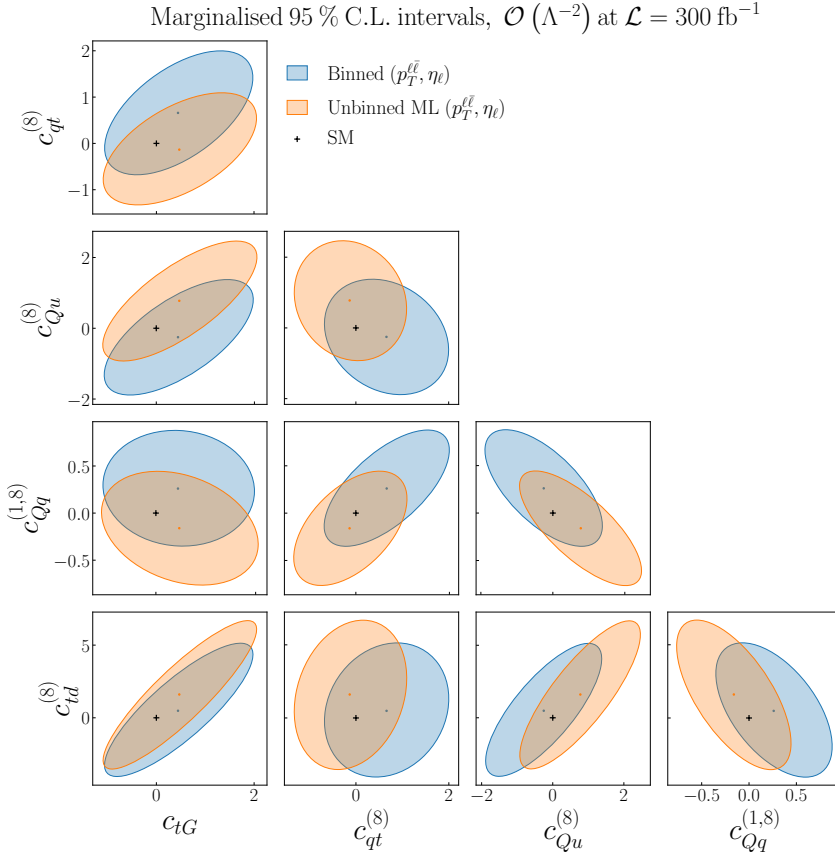 Marginalised 95 % C.L. intervals, 𝒪 (Λ⁻²) at ℒ = 300 fb⁻¹
Binned (p_T^{ℓℓ̄}, η_ℓ)
Unbinned ML (p_T^{ℓℓ̄}, η_ℓ)
SM
2
1
0
−1
c_{qt}^{(8)}
2
0
−2
c_{Qu}^{(8)}
0.5
0.0
−0.5
c_{Qq}^{(1,8)}
5
0
c_{td}^{(8)}
0 2
0
−2 0 2
−0.5 0.0 0.5
c_{tG}
c_{qt}^{(8)}
c_{Qu}^{(8)}
c_{Qq}^{(1,8)}